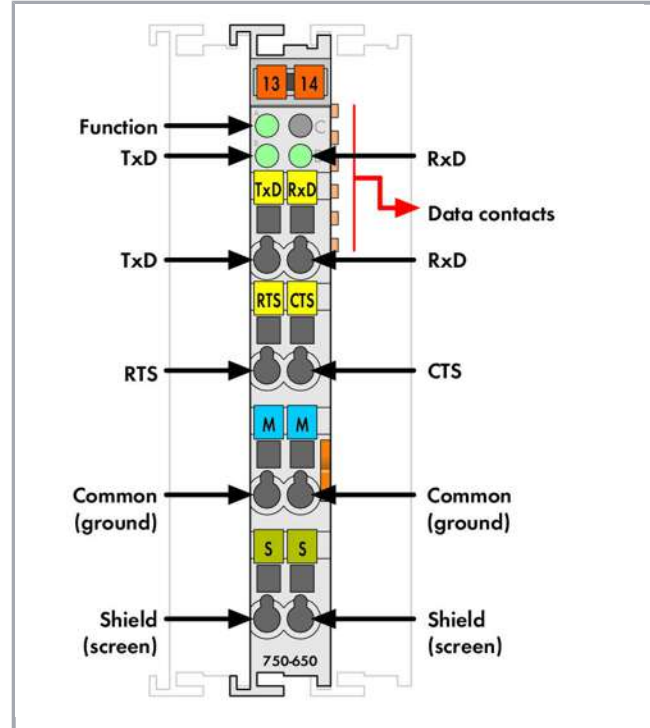 13 14
A C
Function
TxD RxD
TxD RxD
Data contacts
TxD RxD
RTS CTS
RTS CTS
M M
Common Common
(ground) (ground)
S S
Shield Shield
(screen) (screen)
750-650